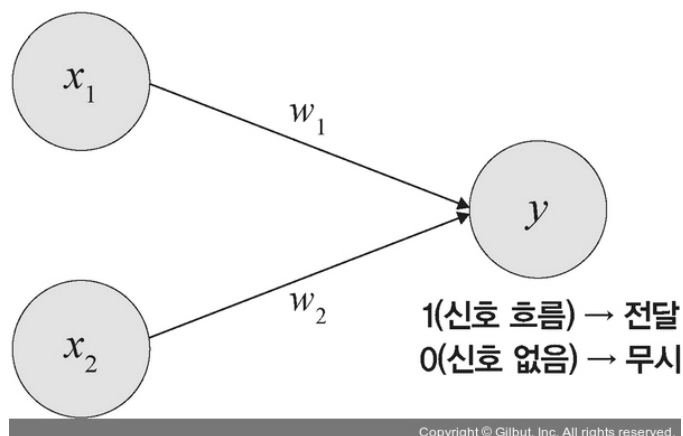 x₁
w₁
y
w₂
x₂
1(신호 흐름) → 전달
0(신호 없음) → 무시
Copyright © Gilbut, Inc. All rights reserved.